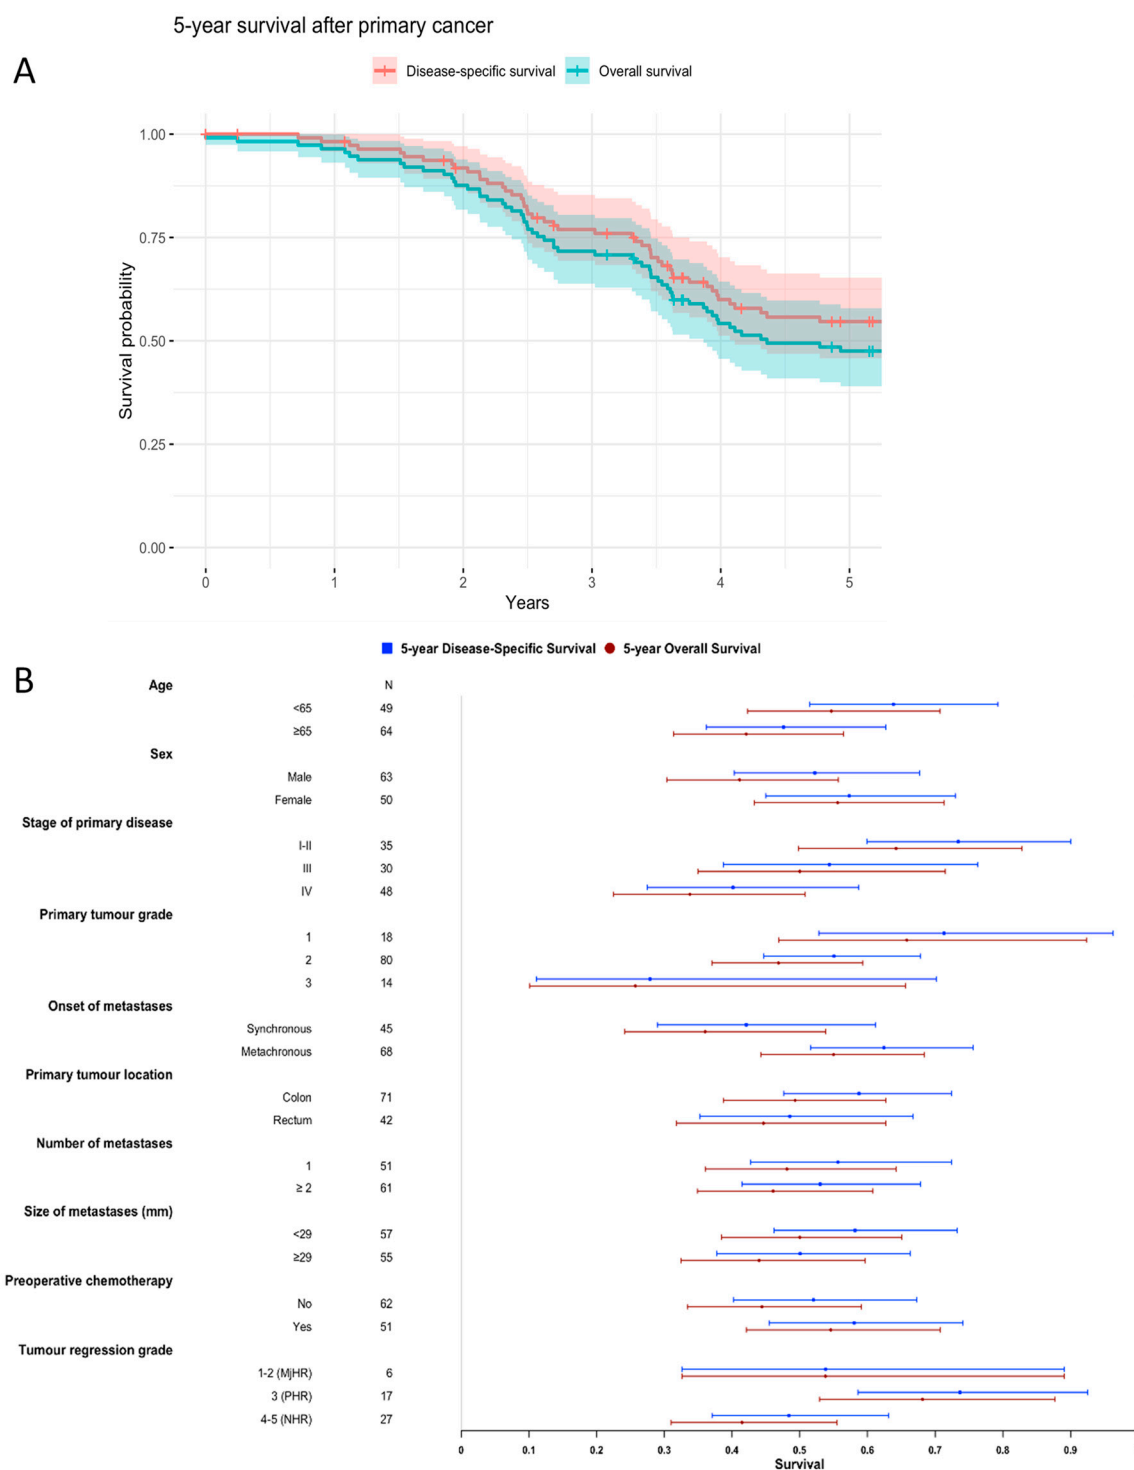 5-year survival after primary cancer
A
Disease-specific survival Overall survival
1.00
0.75
0.50
0.25
0.00
Survival probability
0 1 2 3 4 5
Years
5-year Disease-Specific Survival 5-year Overall Survival
B
Age N
<65 49
≥65 64
Sex
Male 63
Female 50
Stage of primary disease
I-II 35
III 30
IV 48
Primary tumour grade
1 18
2 80
3 14
Onset of metastases
Synchronous 45
Metachronous 68
Primary tumour location
Colon 71
Rectum 42
Number of metastases
1 51
≥ 2 61
Size of metastases (mm)
<29 57
≥29 55
Preoperative chemotherapy
No 62
Yes 51
Tumour regression grade
1-2 (MjHR) 6
3 (PHR) 17
4-5 (NHR) 27
0 0.1 0.2 0.3 0.4 0.5 0.6 0.7 0.8 0.9
Survival